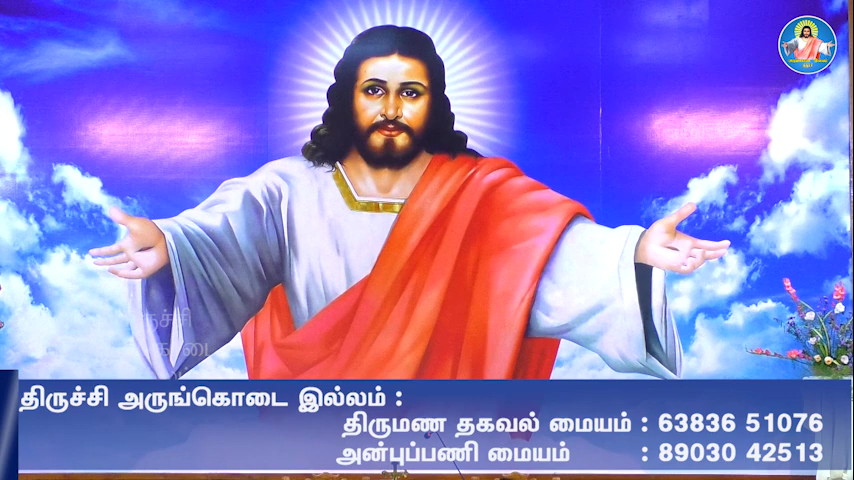 திருச்சி
கொடை
திருச்சி அருங்கொடை இல்லம் :
திருமண தகவல் மையம் : 63836 51076
அன்புப்பணி மையம் : 89030 42513